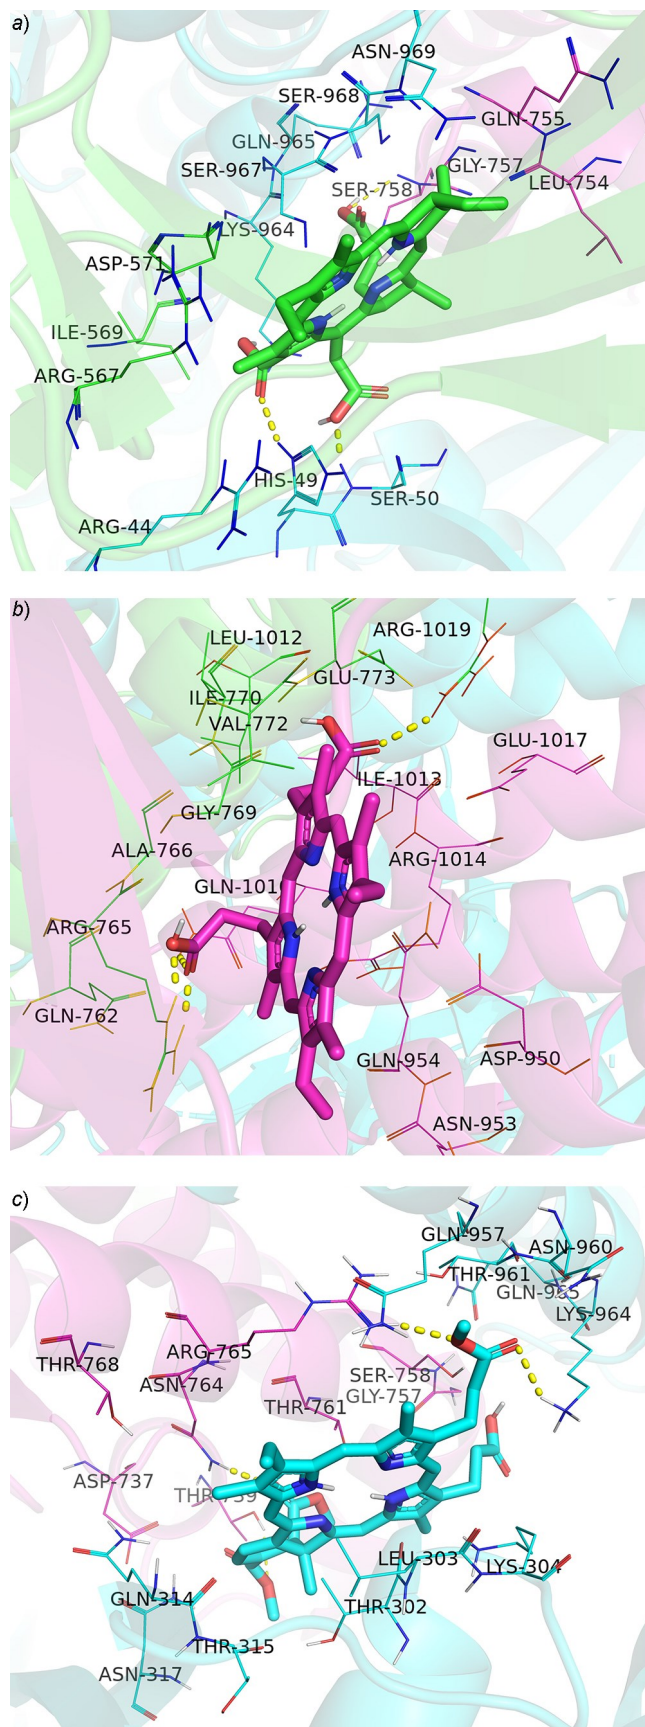 a)
ASN-969
SER-968
GLN-755
GLN-965
SER-967
GLY-757
LEU-754
SER-758
LYS-964
ASP-571
ILE-569
ARG-567
HIS-49
SER-50
ARG-44
b)
LEU-1012
ARG-1019
GLU-773
ILE-770
VAL-772
GLU-1017
ILE-1013
GLY-769
ALA-766
ARG-1014
GLN-101
ARG-765
GLN-762
GLN-954
ASP-950
ASN-953
c)
GLN-957
ASN-960
THR-961
GLN-965
LYS-964
ARG-765
THR-768
SER-758
ASN-764
GLY-757
THR-761
ASP-737
THR-739
LEU-303
LYS-304
GLN-314
THR-302
THR-315
ASN-317